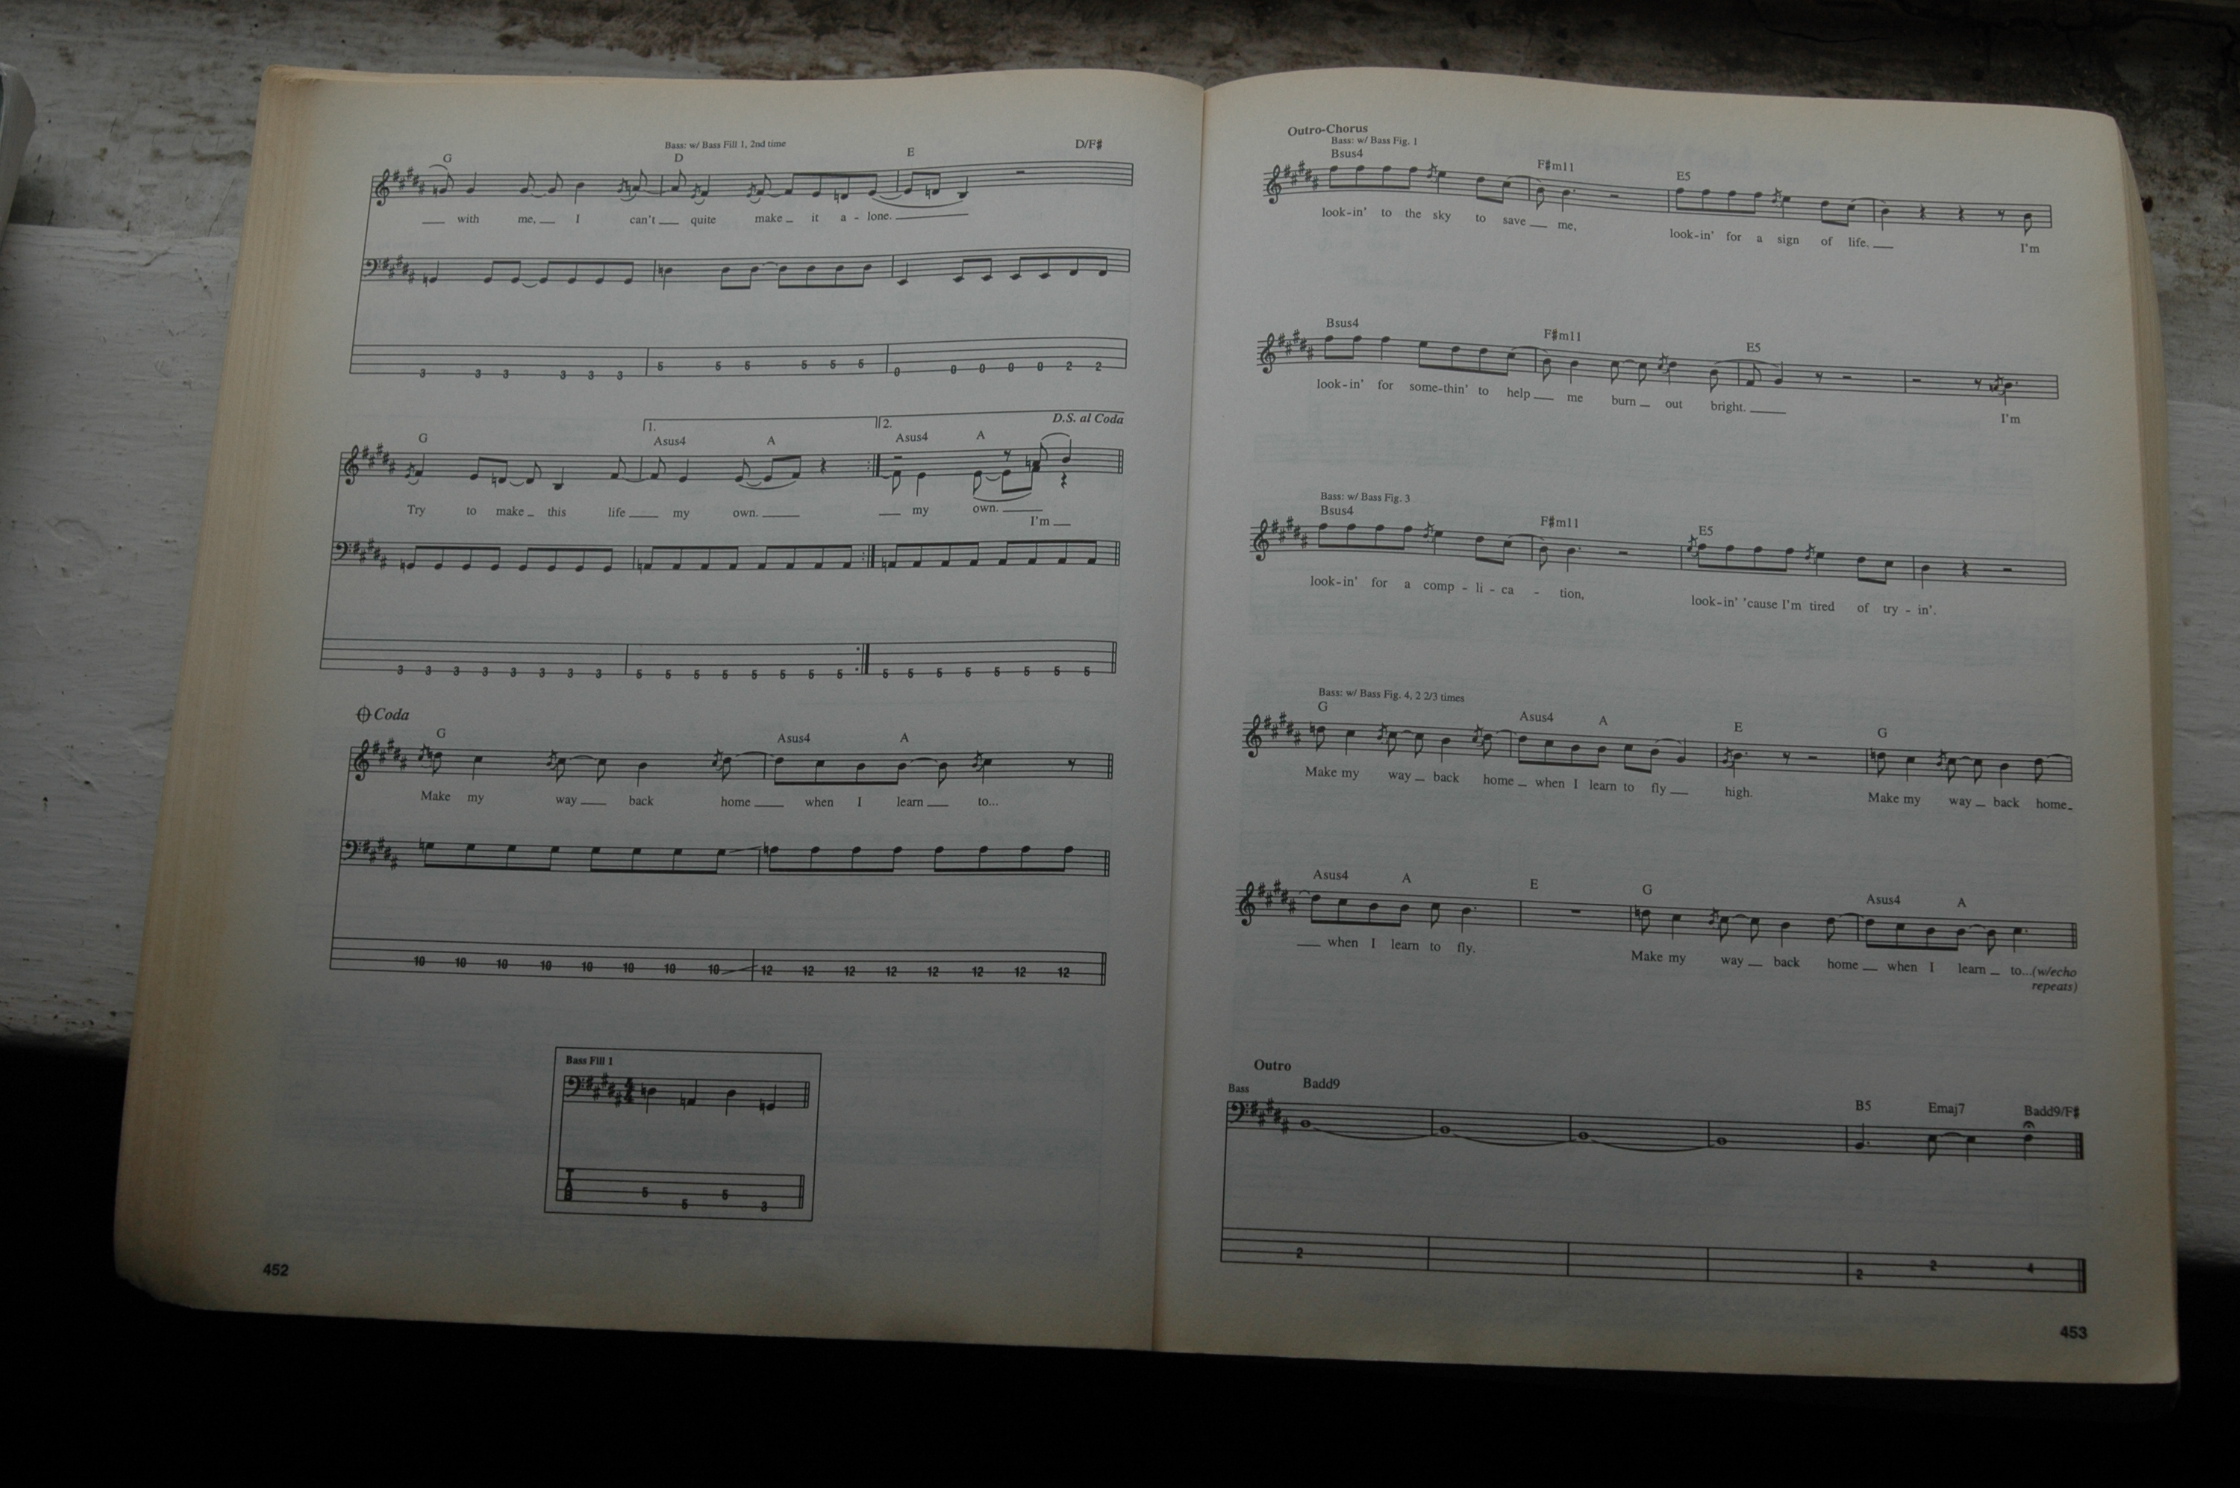 Bass: w/ Bass Fill 1, 2nd time
G D E D/F#
with me, I can't quite make it a - lone.
3 3 3 3 3 3 5 5 5 5 5 5 0 0 0 0 0 2 2
1. 2. D.S. al Coda
G Asus4 A Asus4 A
Try to make this life my own. my own.
I'm
3 3 3 3 3 3 3 3 5 5 5 5 5 5 5 5 5 5 5 5 5 5 5 5
Coda
G Asus4 A
Make my way back home when I learn to...
10 10 10 10 10 10 10 10 12 12 12 12 12 12 12 12
Bass Fill 1
4
4
T
A
B
5 5 5 3
452
Outro-Chorus
Bass: w/ Bass Fig. 1
Bsus4 F#m11 E5
look-in' to the sky to save me, look-in' for a sign of life. I'm
Bsus4 F#m11 E5
look-in' for some-thin' to help me burn out bright. I'm
Bass: w/ Bass Fig. 3
Bsus4 F#m11 E5
look-in' for a comp - li - ca - tion, look-in' 'cause I'm tired of try - in'.
Bass: w/ Bass Fig. 4, 2 2/3 times
G Asus4 A E G
Make my way back home when I learn to fly high. Make my way back home
Asus4 A E G Asus4 A
when I learn to fly. Make my way back home when I learn to...(w/echo
repeats)
Outro
Bass
Badd9 B5 Emaj7 Badd9/F#
2 2 2 4
453